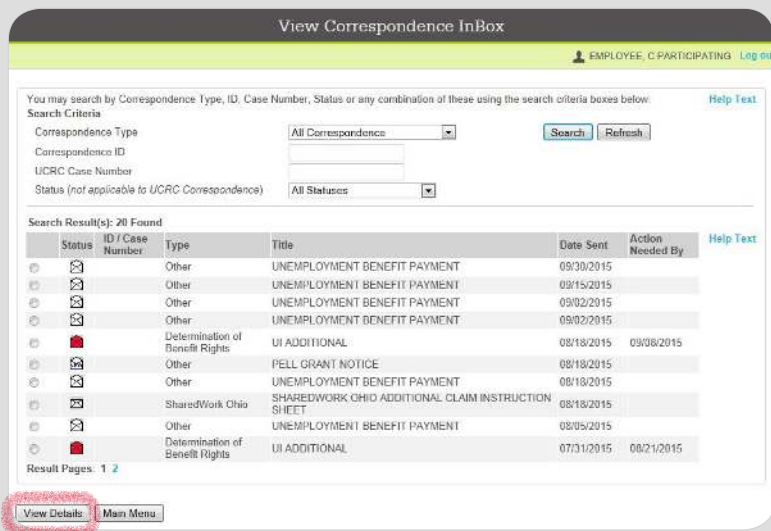 View Correspondence InBox
EMPLOYEE, C PARTICIPATING Log ou
You may search by Correspondence Type, ID, Case Number, Status or any combination of these using the search criteria boxes below. Help Text
Search Criteria
Correspondence Type All Correspondence Search Refresh
Correspondence ID
UCRC Case Number
Status (not applicable to UCRC Correspondence) All Statuses
Search Result(s): 20 Found
Status ID / Case Number Type Title Date Sent Action Needed By Help Text
Other UNEMPLOYMENT BENEFIT PAYMENT 09/30/2015
Other UNEMPLOYMENT BENEFIT PAYMENT 09/15/2015
Other UNEMPLOYMENT BENEFIT PAYMENT 09/02/2015
Other UNEMPLOYMENT BENEFIT PAYMENT 09/02/2015
Determination of Benefit Rights UI ADDITIONAL 08/18/2015 09/08/2015
Other PELL GRANT NOTICE 08/18/2015
Other UNEMPLOYMENT BENEFIT PAYMENT 08/18/2015
SharedWork Ohio SHAREDWORK OHIO ADDITIONAL CLAIM INSTRUCTION SHEET 08/18/2015
Other UNEMPLOYMENT BENEFIT PAYMENT 08/05/2015
Determination of Benefit Rights UI ADDITIONAL 07/31/2015 08/21/2015
Result Pages: 1 2
View Details Main Menu